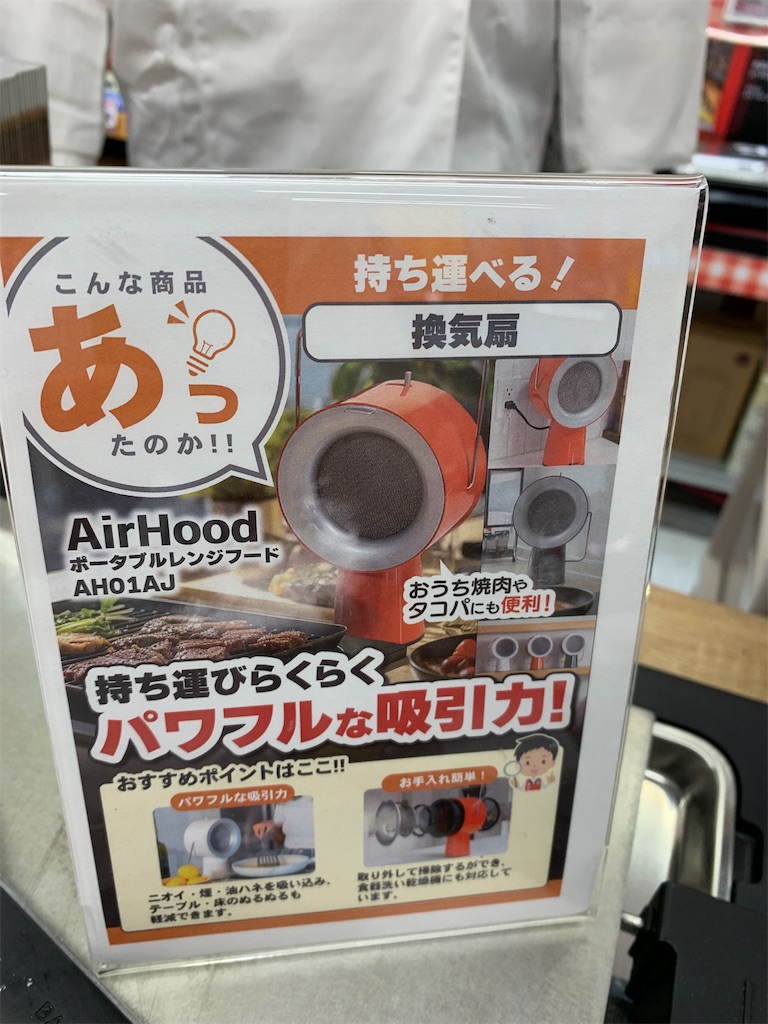 こんな商品
あっ
たのか!!
持ち運べる！
換気扇
AirHood
ポータブルレンジフード
AH01AJ
おうち焼肉や
タコパにも便利！
持ち運びらくらく
パワフルな吸引力！
おすすめポイントはここ!!
パワフルな吸引力
ニオイ・煙・油ハネを吸い込み、
テーブル・床のぬるぬるも
軽減できます。
お手入れ簡単！
取り外して掃除するができ、
食器洗い乾燥機にも対応して
います。